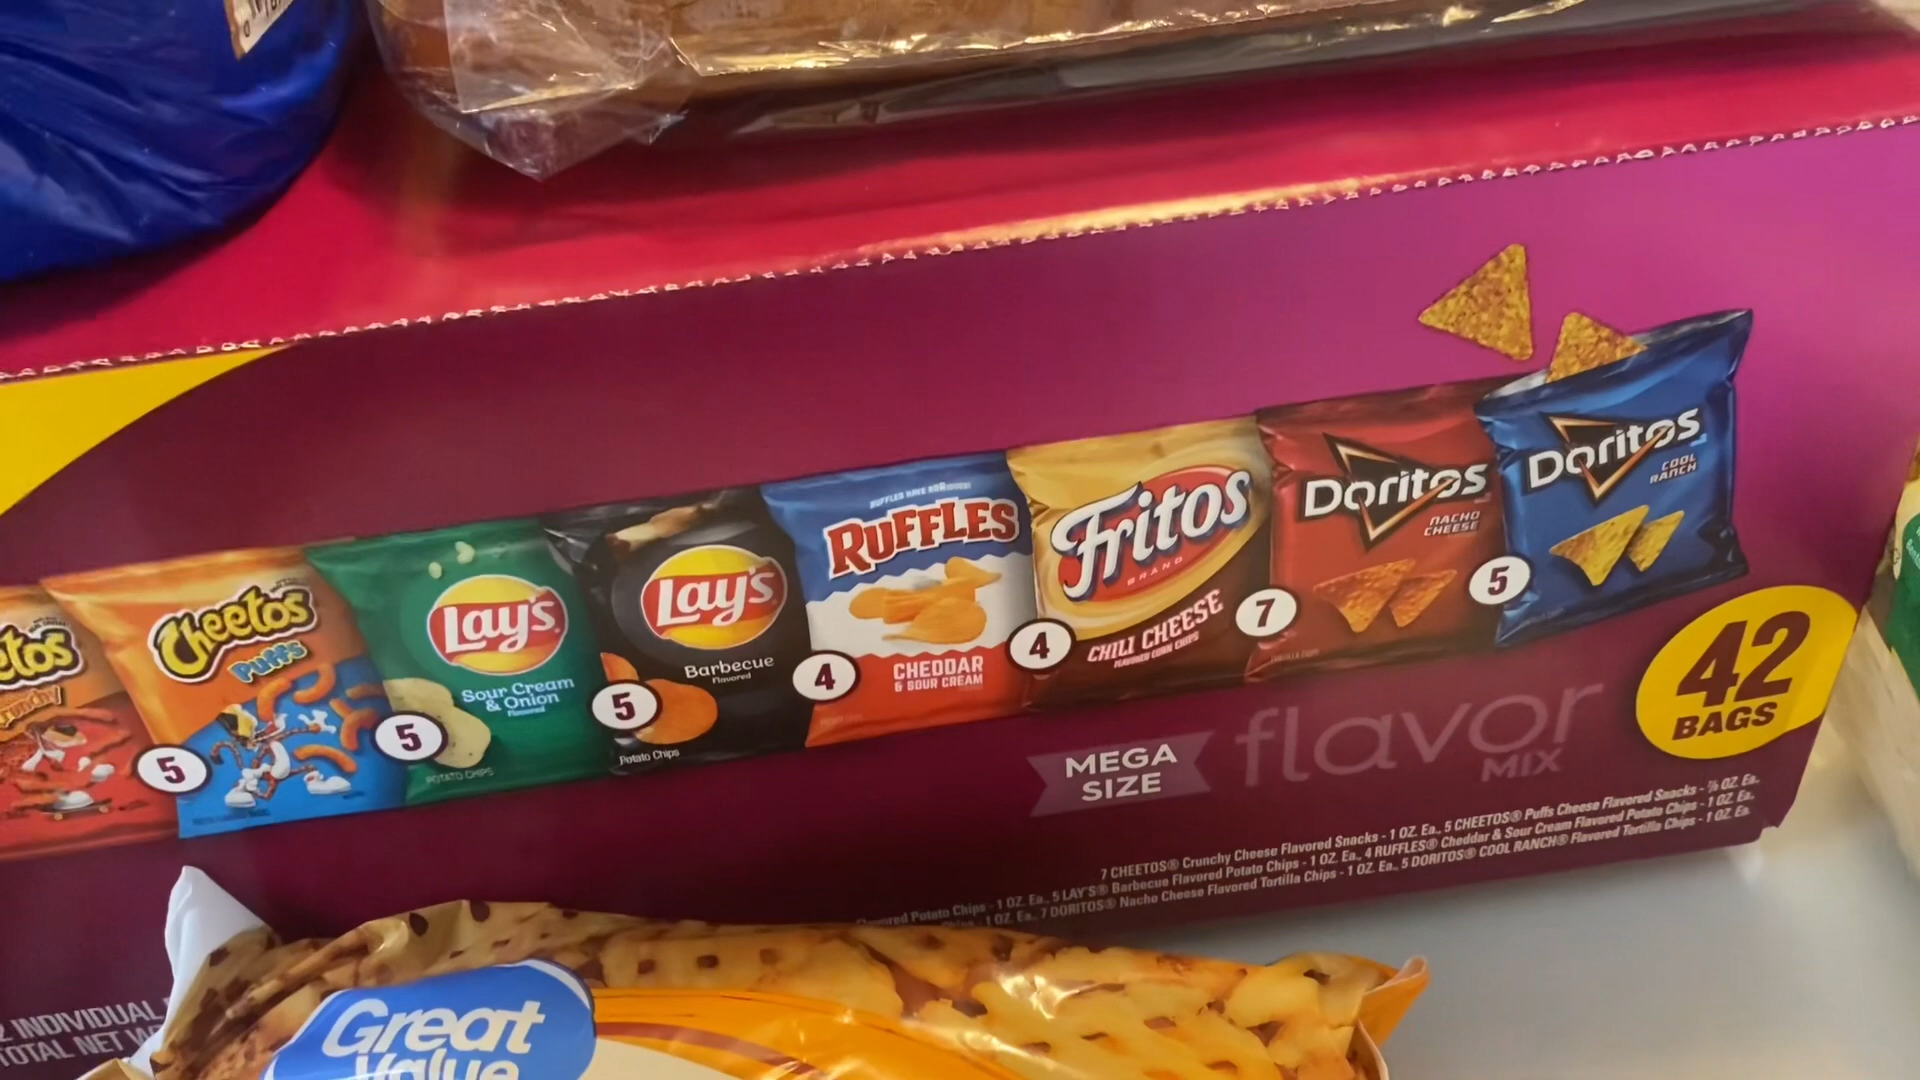 etos
Cheetos
Puffs
5
Lay's
Sour Cream
& Onion
Flavored
POTATO CHIPS
5
Lay's
Barbecue
Flavored
Potato Chips
5
RUFFLES HAVE
RUFFLES
CHEDDAR
& SOUR CREAM
4
Fritos
BRAND
CHILI CHEESE
FLAVORED CORN CHIPS
4
Doritos
NACHO
CHEESE
7
Doritos
COOL
RANCH
5
42
BAGS
MEGA
SIZE
flavor
MIX
7 CHEETOS® Crunchy Cheese Flavored Snacks - 1 OZ. Ea., 5 CHEETOS® Puffs Cheese Flavored Snacks - ⅞ OZ. Ea.
Potato Chips - 1 OZ. Ea., 5 LAY'S® Barbecue Flavored Potato Chips - 1 OZ. Ea., 4 RUFFLES® Cheddar & Sour Cream Flavored Potato Chips - 1 OZ. Ea.
- 1 OZ. Ea., 7 DORITOS® Nacho Cheese Flavored Tortilla Chips - 1 OZ. Ea., 5 DORITOS® COOL RANCH® Flavored Tortilla Chips - 1 OZ. Ea.
2 INDIVIDUAL
TOTAL NET W
Great
Value